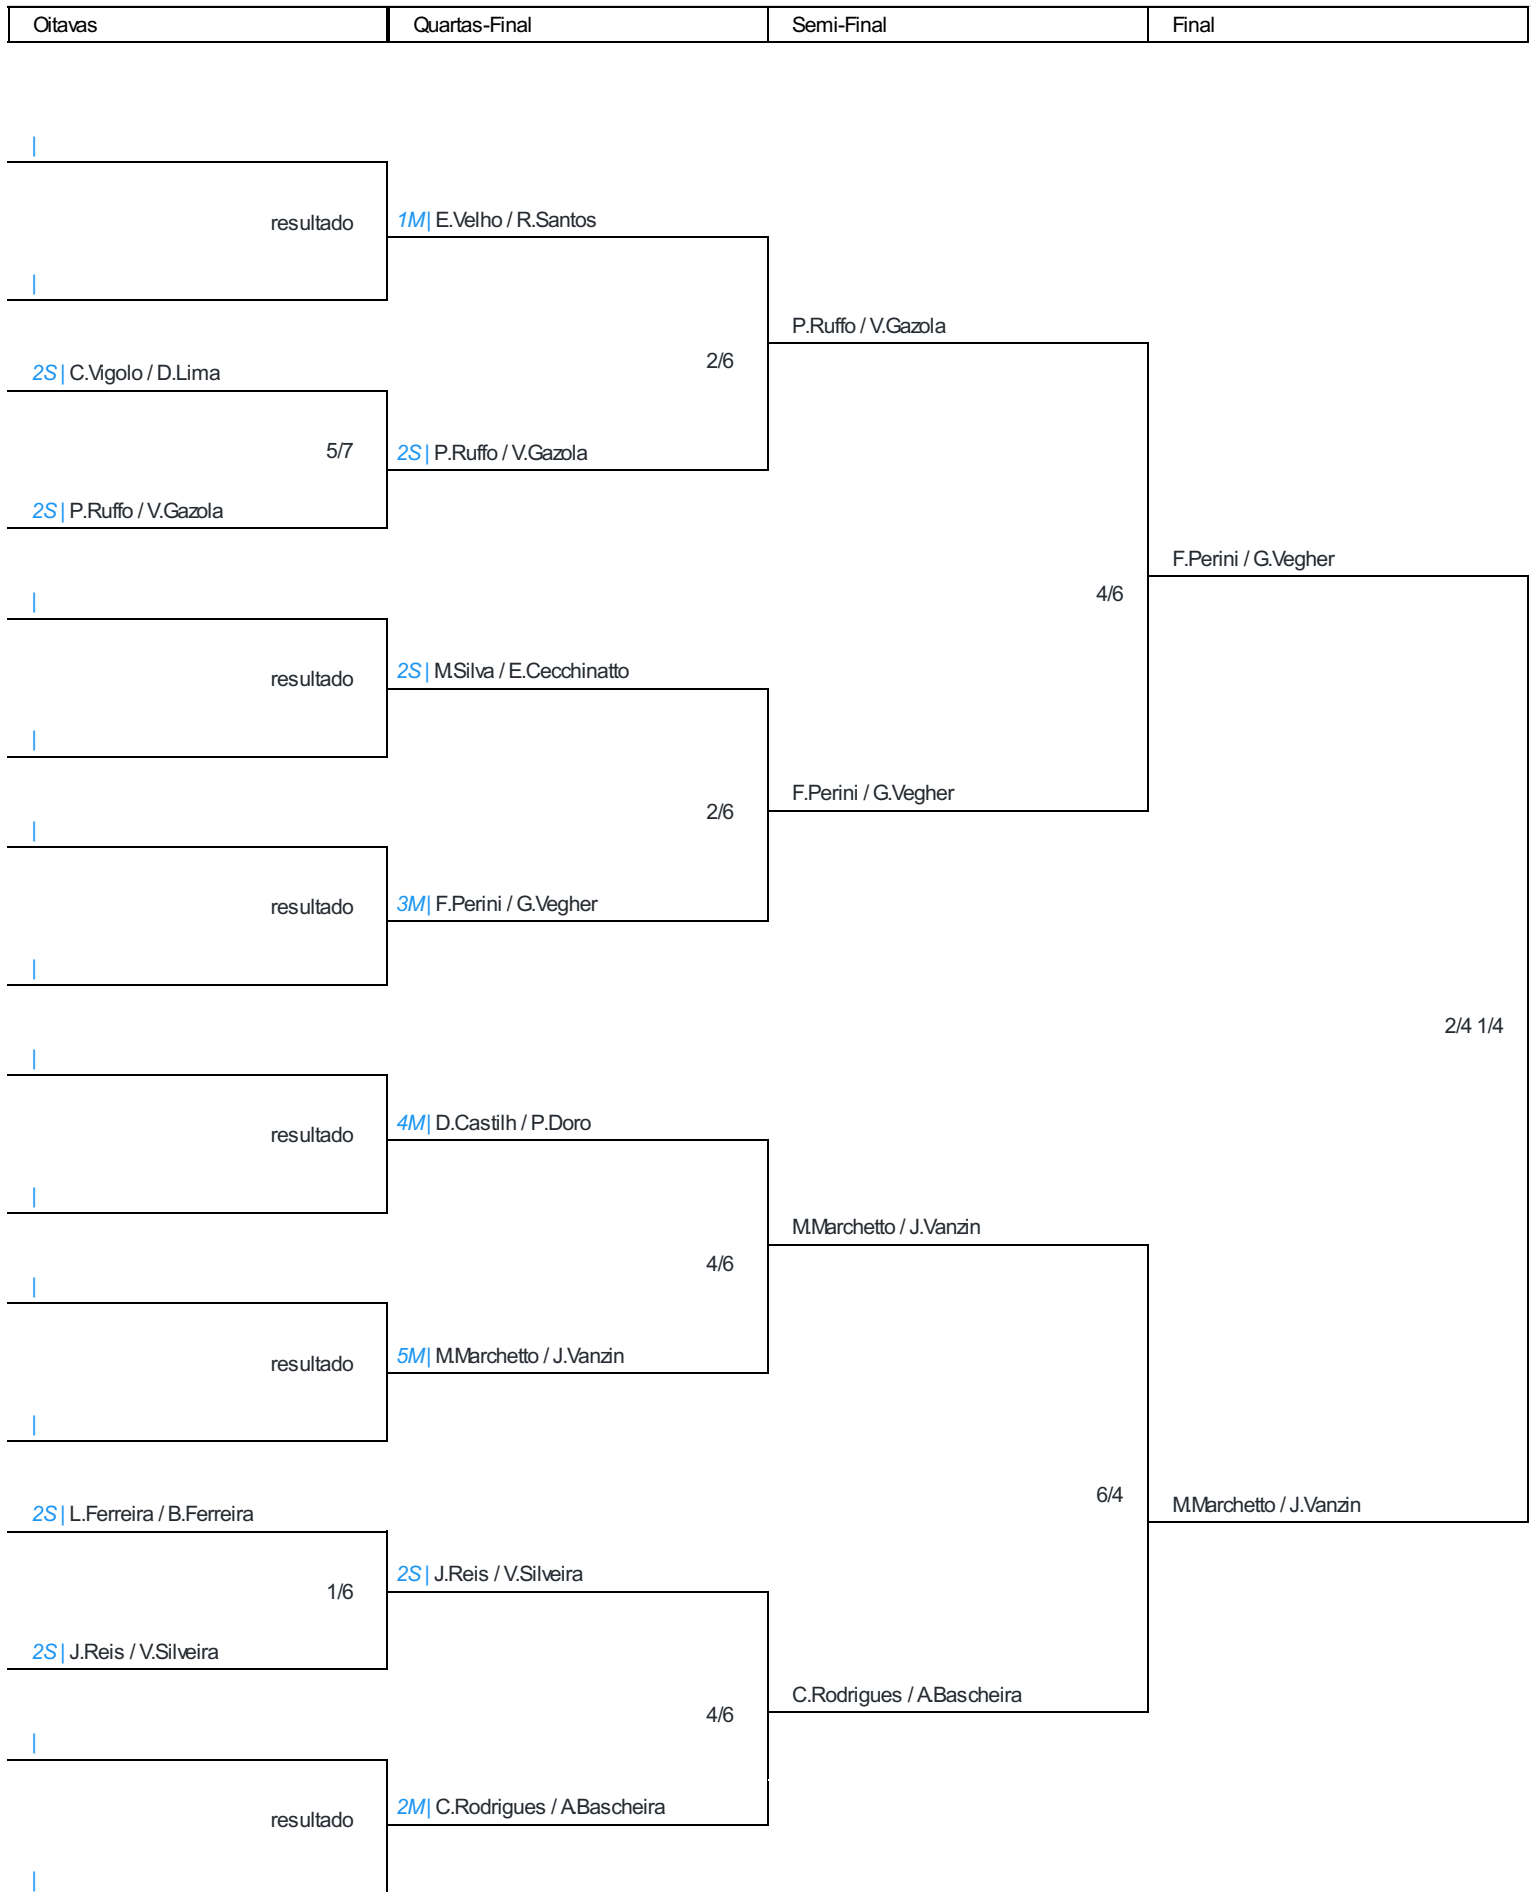 Oitavas Quartas-Final Semi-Final Final
|
resultado
1M| E.Velho / R.Santos
|
P.Ruffo / V.Gazola
2/6
2S| C.Vigolo / D.Lima
5/7
2S| P.Ruffo / V.Gazola
2S| P.Ruffo / V.Gazola
F.Perini / G.Vegher
4/6
|
resultado
2S| M.Silva / E.Cecchinatto
|
F.Perini / G.Vegher
2/6
|
resultado
3M| F.Perini / G.Vegher
|
2/4 1/4
|
resultado
4M| D.Castilh / P.Doro
|
M.Marchetto / J.Vanzin
4/6
|
resultado
5M| M.Marchetto / J.Vanzin
|
6/4
M.Marchetto / J.Vanzin
2S| L.Ferreira / B.Ferreira
1/6
2S| J.Reis / V.Silveira
2S| J.Reis / V.Silveira
C.Rodrigues / A.Bascheira
4/6
|
resultado
2M| C.Rodrigues / A.Bascheira
|